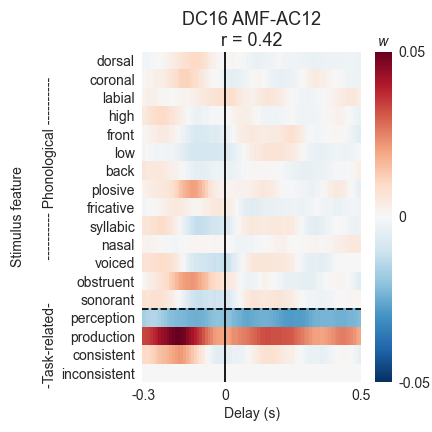 DC16 AMF-AC12
r = 0.42
w
dorsal
coronal
labial
high
front
low
back
plosive
fricative
syllabic
nasal
voiced
obstruent
sonorant
perception
production
consistent
inconsistent
Stimulus feature
----------- Phonological -----------
-Task-related-
-0.3
0
0.5
Delay (s)
0.05
0
-0.05